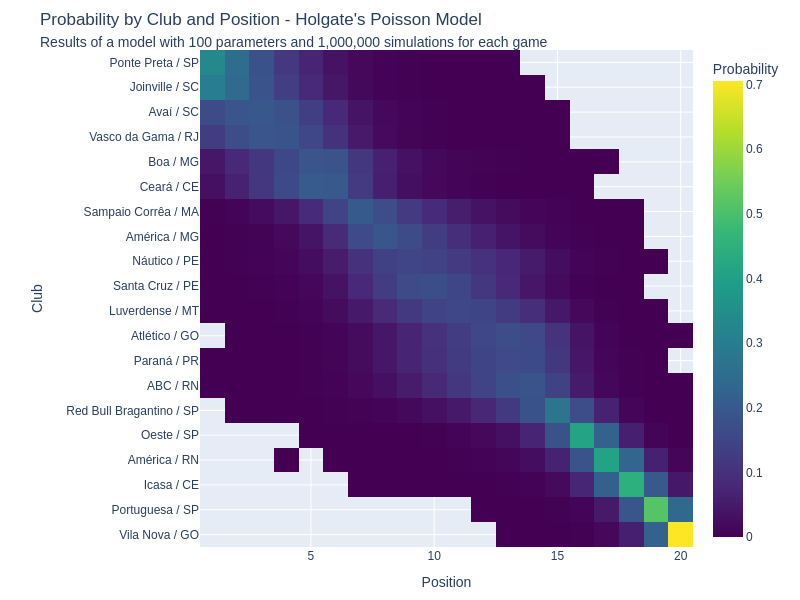 Probability by Club and Position - Holgate's Poisson Model
Results of a model with 100 parameters and 1,000,000 simulations for each game
Probability
Club
Ponte Preta / SP
Joinville / SC
Avaí / SC
Vasco da Gama / RJ
Boa / MG
Ceará / CE
Sampaio Corrêa / MA
América / MG
Náutico / PE
Santa Cruz / PE
Luverdense / MT
Atlético / GO
Paraná / PR
ABC / RN
Red Bull Bragantino / SP
Oeste / SP
América / RN
Icasa / CE
Portuguesa / SP
Vila Nova / GO
0.7
0.6
0.5
0.4
0.3
0.2
0.1
0
5 10 15 20
Position